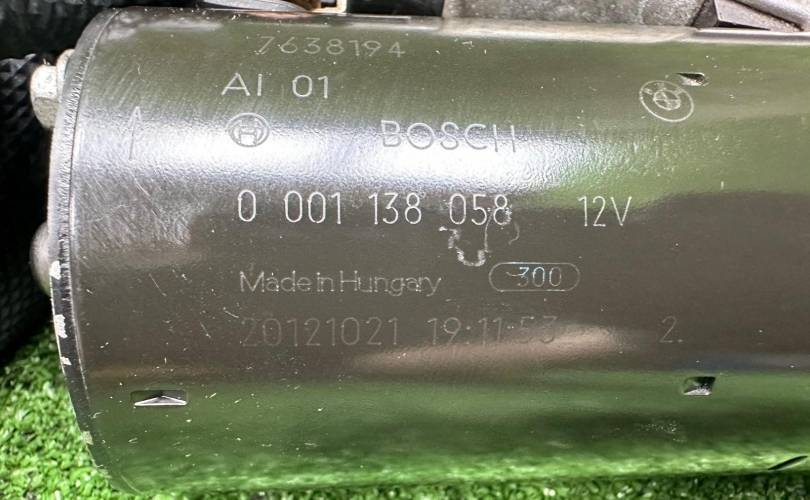 7638194
AI 01
BOSCH
0 001 138 058 12V
Made in Hungary 300
20121021 19:11:53 2.